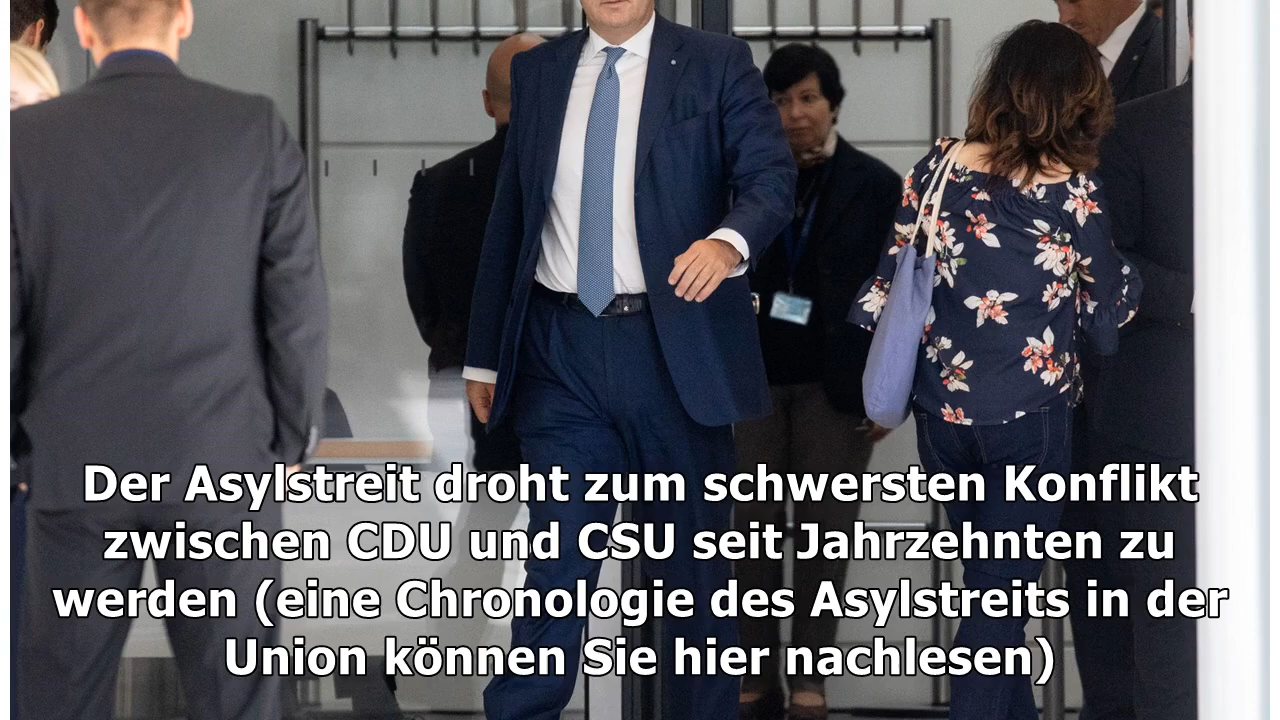 Der Asylstreit droht zum schwersten Konflikt
zwischen CDU und CSU seit Jahrzehnten zu
werden (eine Chronologie des Asylstreits in der
Union können Sie hier nachlesen)